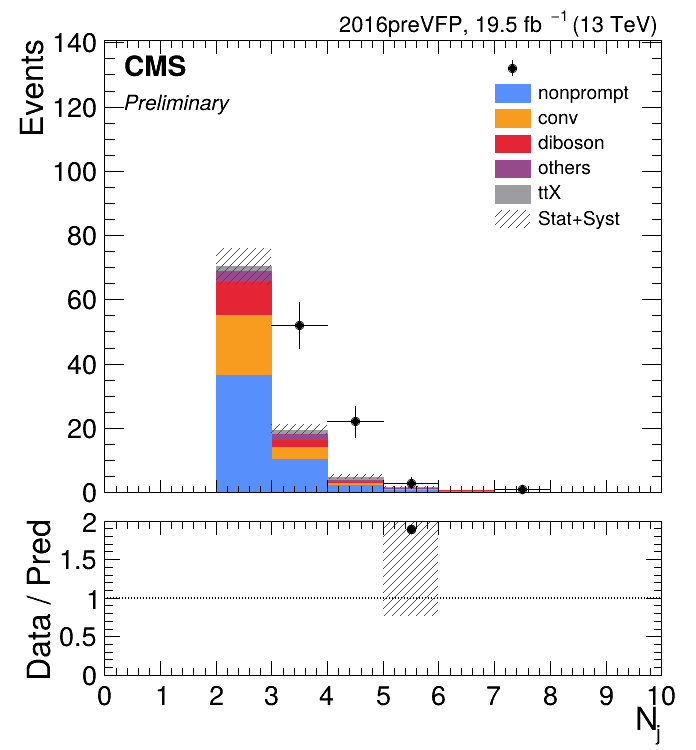 2016preVFP, 19.5 fb⁻¹ (13 TeV)
CMS
Preliminary
Events
140
120
100
80
60
40
20
0
nonprompt
conv
diboson
others
ttX
Stat+Syst
Data / Pred
2
1.5
1
0.5
0
0 1 2 3 4 5 6 7 8 9 10
Nj